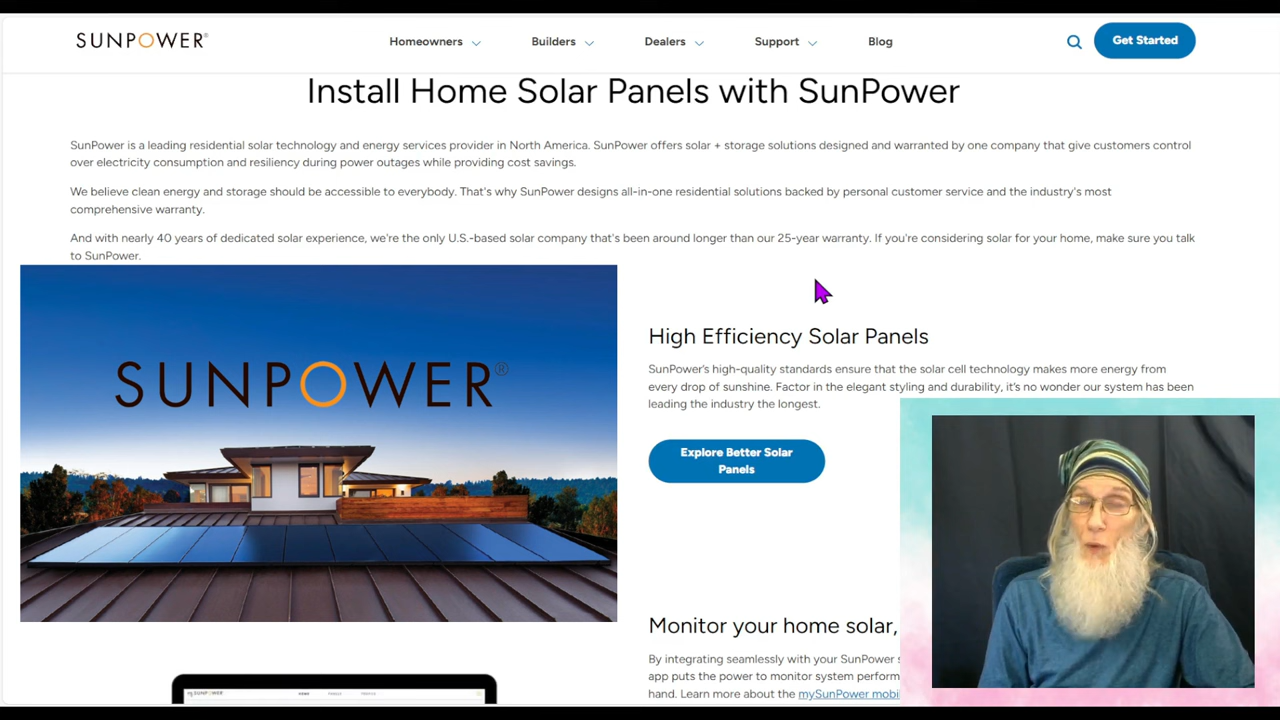 SUNPOWER®
Homeowners
Builders
Dealers
Support
Blog
Get Started
Install Home Solar Panels with SunPower
SunPower is a leading residential solar technology and energy services provider in North America. SunPower offers solar + storage solutions designed and warranted by one company that give customers control
over electricity consumption and resiliency during power outages while providing cost savings.
We believe clean energy and storage should be accessible to everybody. That's why SunPower designs all-in-one residential solutions backed by personal customer service and the industry's most
comprehensive warranty.
And with nearly 40 years of dedicated solar experience, we're the only U.S.-based solar company that's been around longer than our 25-year warranty. If you're considering solar for your home, make sure you talk
to SunPower.
SUNPOWER®
High Efficiency Solar Panels
SunPower's high-quality standards ensure that the solar cell technology makes more energy from
every drop of sunshine. Factor in the elegant styling and durability, it's no wonder our system has been
leading the industry the longest.
Explore Better Solar
Panels
Monitor your home solar,
By integrating seamlessly with your SunPower s
app puts the power to monitor system perform
hand. Learn more about the mySunPower mobi
SUNPOWER